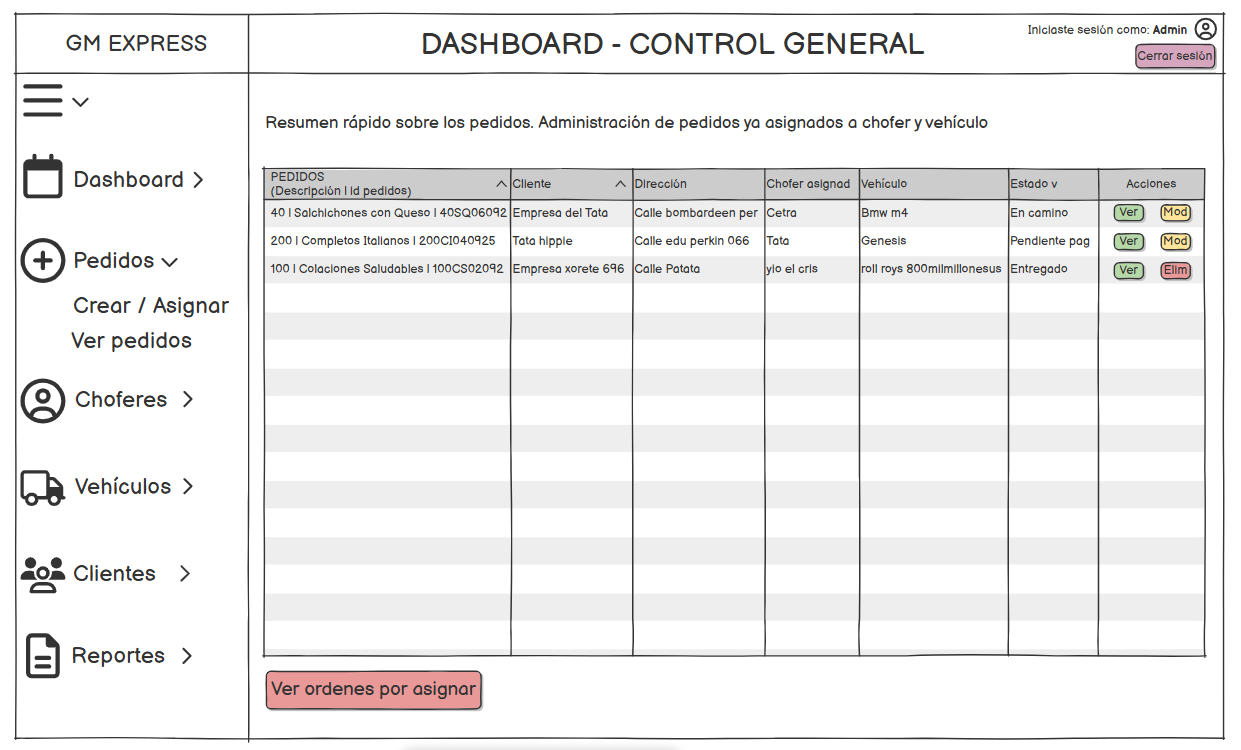 GM EXPRESS
DASHBOARD - CONTROL GENERAL
Iniciaste sesión como: Admin
Cerrar sesión
Dashboard
Pedidos
Crear / Asignar
Ver pedidos
Choferes
Vehículos
Clientes
Reportes
Resumen rápido sobre los pedidos. Administración de pedidos ya asignados a chofer y vehículo
PEDIDOS
(Descripción | id pedidos) Cliente Dirección Chofer asignad Vehículo Estado v Acciones
40 | Salchichones con Queso | 40SQ06092 Empresa del Tata Calle bombardeen per Cetra Bmw m4 En camino Ver Mod
200 | Completos Italianos | 200CI040925 Tata hippie Calle edu perkin 066 Tata Genesis Pendiente pag Ver Mod
100 | Colaciones Saludables | 100CS02092 Empresa xorete 696 Calle Patata yio el cris roll roys 800milmillonesus Entregado Ver Elim
Ver ordenes por asignar